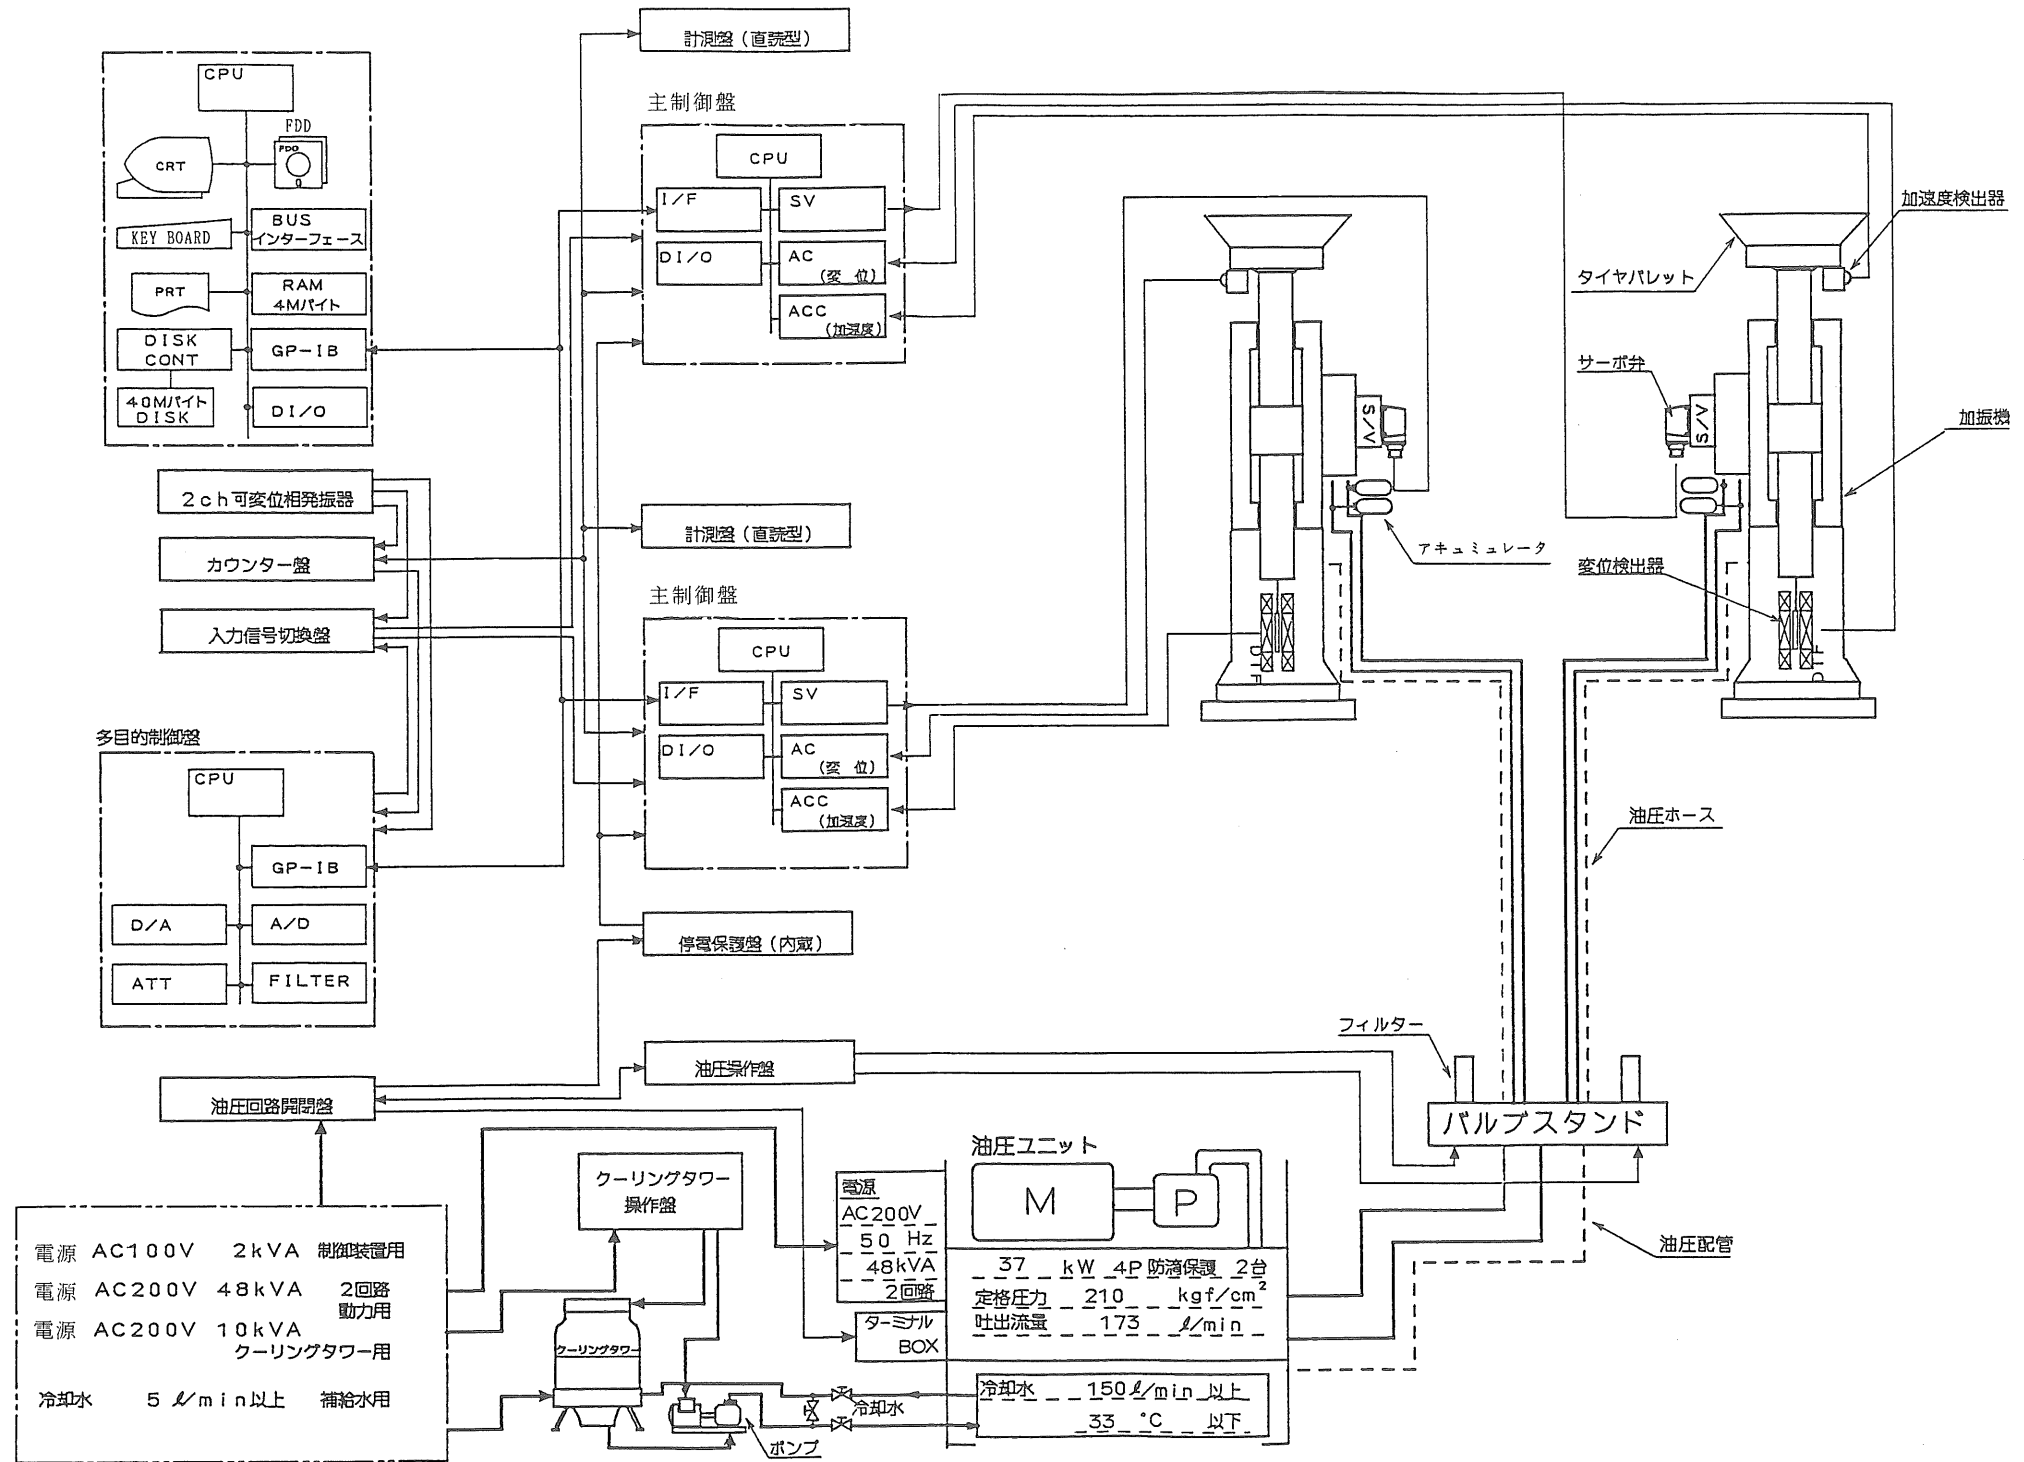 計測盤(直読型)
CPU
FDD
FDD
CRT
KEY BOARD
BUS
インターフェース
PRT
RAM
4Mバイト
DISK
CONT
GP-IB
40Mバイト
DISK
DI/O
主制御盤
CPU
I/F
SV
DI/O
AC
(変 位)
ACC
(加速度)
加速度検出器
タイヤパレット
サーボ弁
S/V
S/V
加振機
2ch可変位相発振器
計測盤(直読型)
カウンター盤
アキュミュレータ
変位検出器
入力信号切換盤
主制御盤
CPU
I/F
SV
DI/O
AC
(変 位)
ACC
(加速度)
多目的制御盤
CPU
GP-IB
D/A
A/D
ATT
FILTER
油圧ホース
停電保護盤(内蔵)
フィルター
油圧操作盤
油圧回路開閉盤
バルブスタンド
油圧ユニット
M
P
クーリングタワー
操作盤
電源
AC200V
50 Hz
48kVA
2回路
37 kW 4P 防滴保護 2台
定格圧力 210 kgf/cm²
吐出流量 173 ℓ/min
油圧配管
ターミナル
BOX
電源 AC100V 2kVA 制御装置用
電源 AC200V 48kVA 2回路
動力用
電源 AC200V 10kVA
クーリングタワー用
冷却水 5 ℓ/min以上 補給水用
クーリングタワー
冷却水
ポンプ
冷却水 150ℓ/min 以上
33 °C 以下